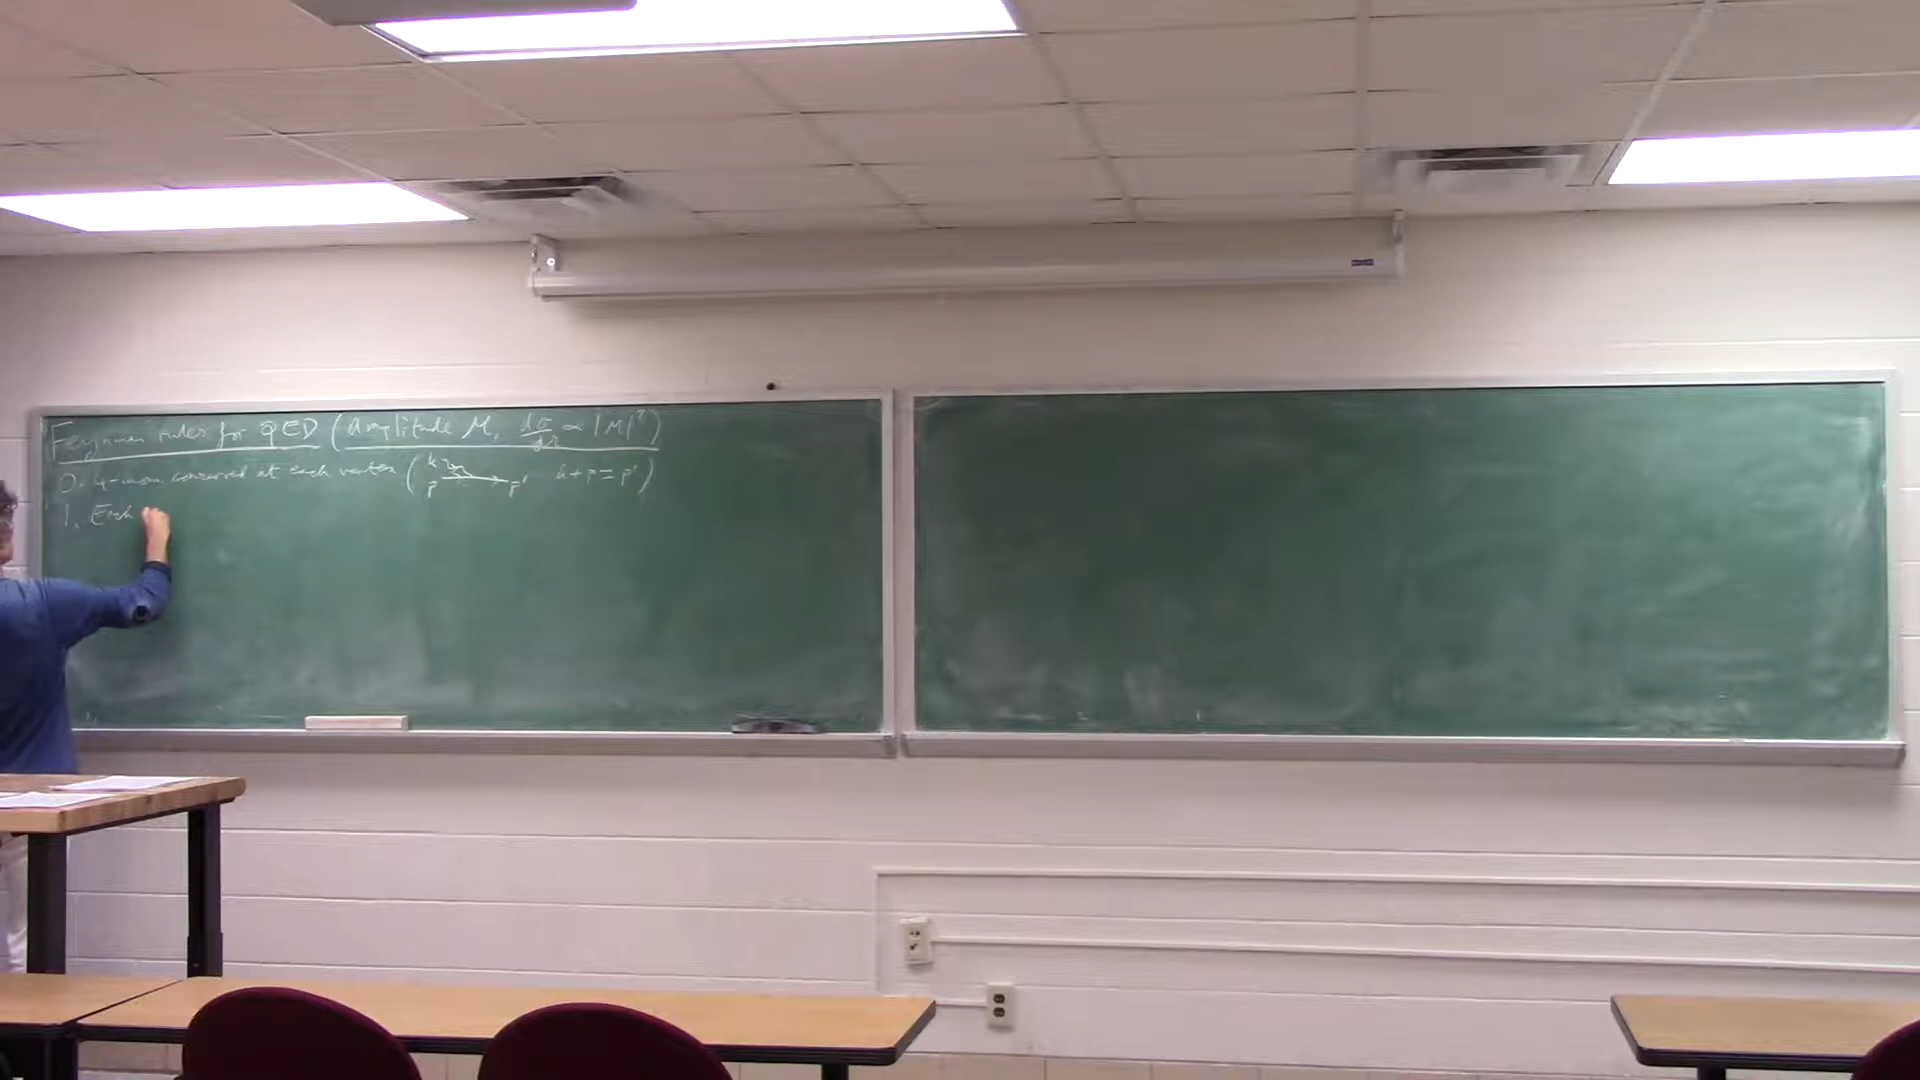 Feynman rules for QED (amplitude M, dσ/dΩ ∝ |M|²)
0. 4-mom. conserved at each vertex (k p p' k+p=p')
1. Each